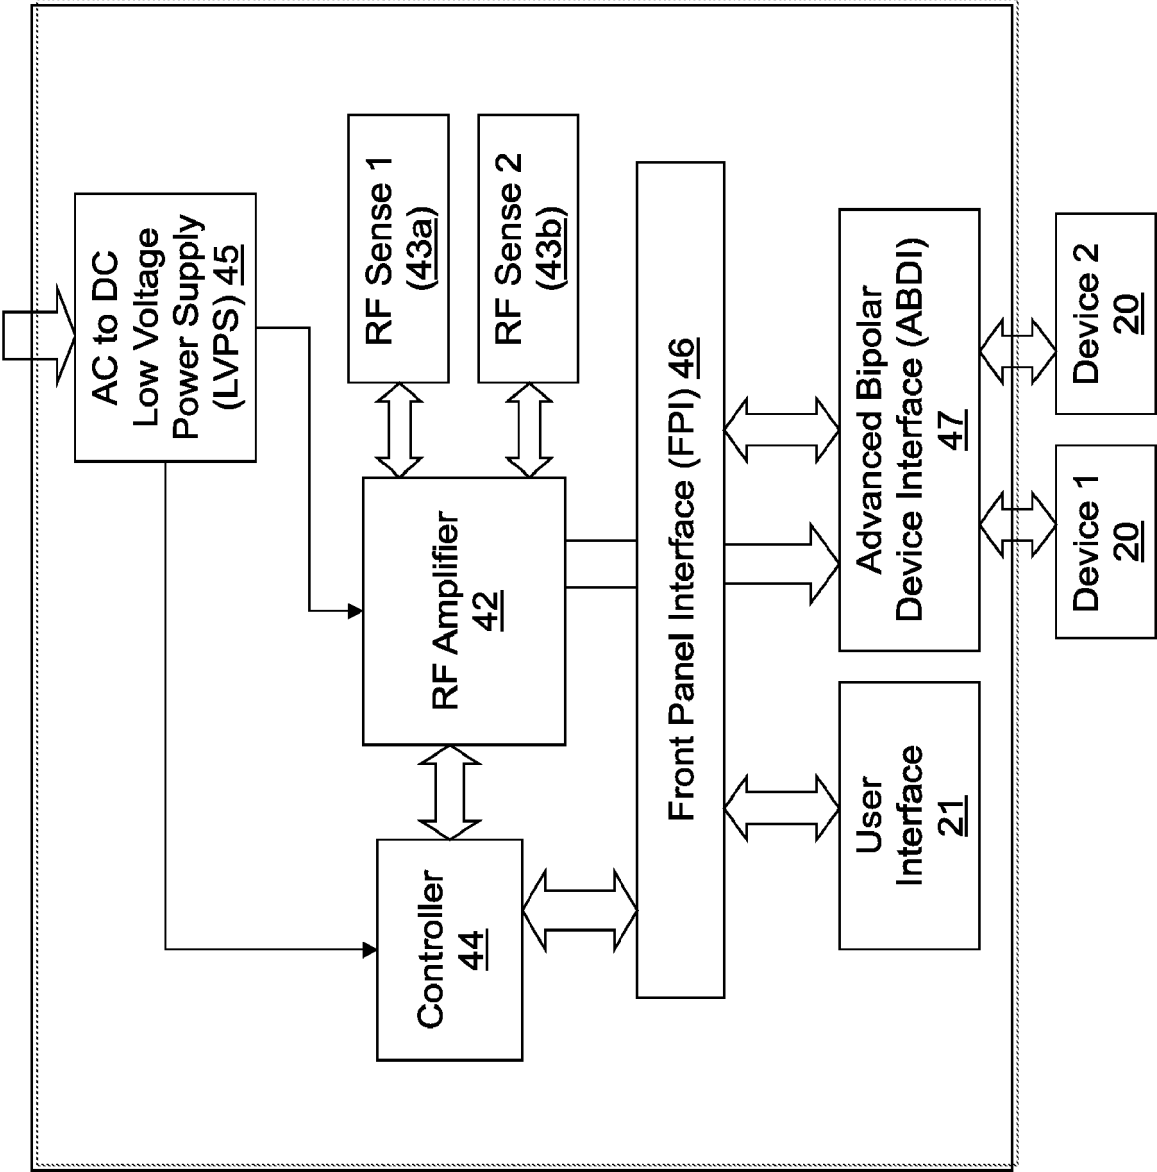 AC to DC
Low Voltage
Power Supply
(LVPS) 45
RF Sense 1
(43a)
RF Sense 2
(43b)
RF Amplifier
42
Controller
44
Front Panel Interface (FPI) 46
Advanced Bipolar
Device Interface (ABDI)
47
User
Interface
21
Device 2
20
Device 1
20